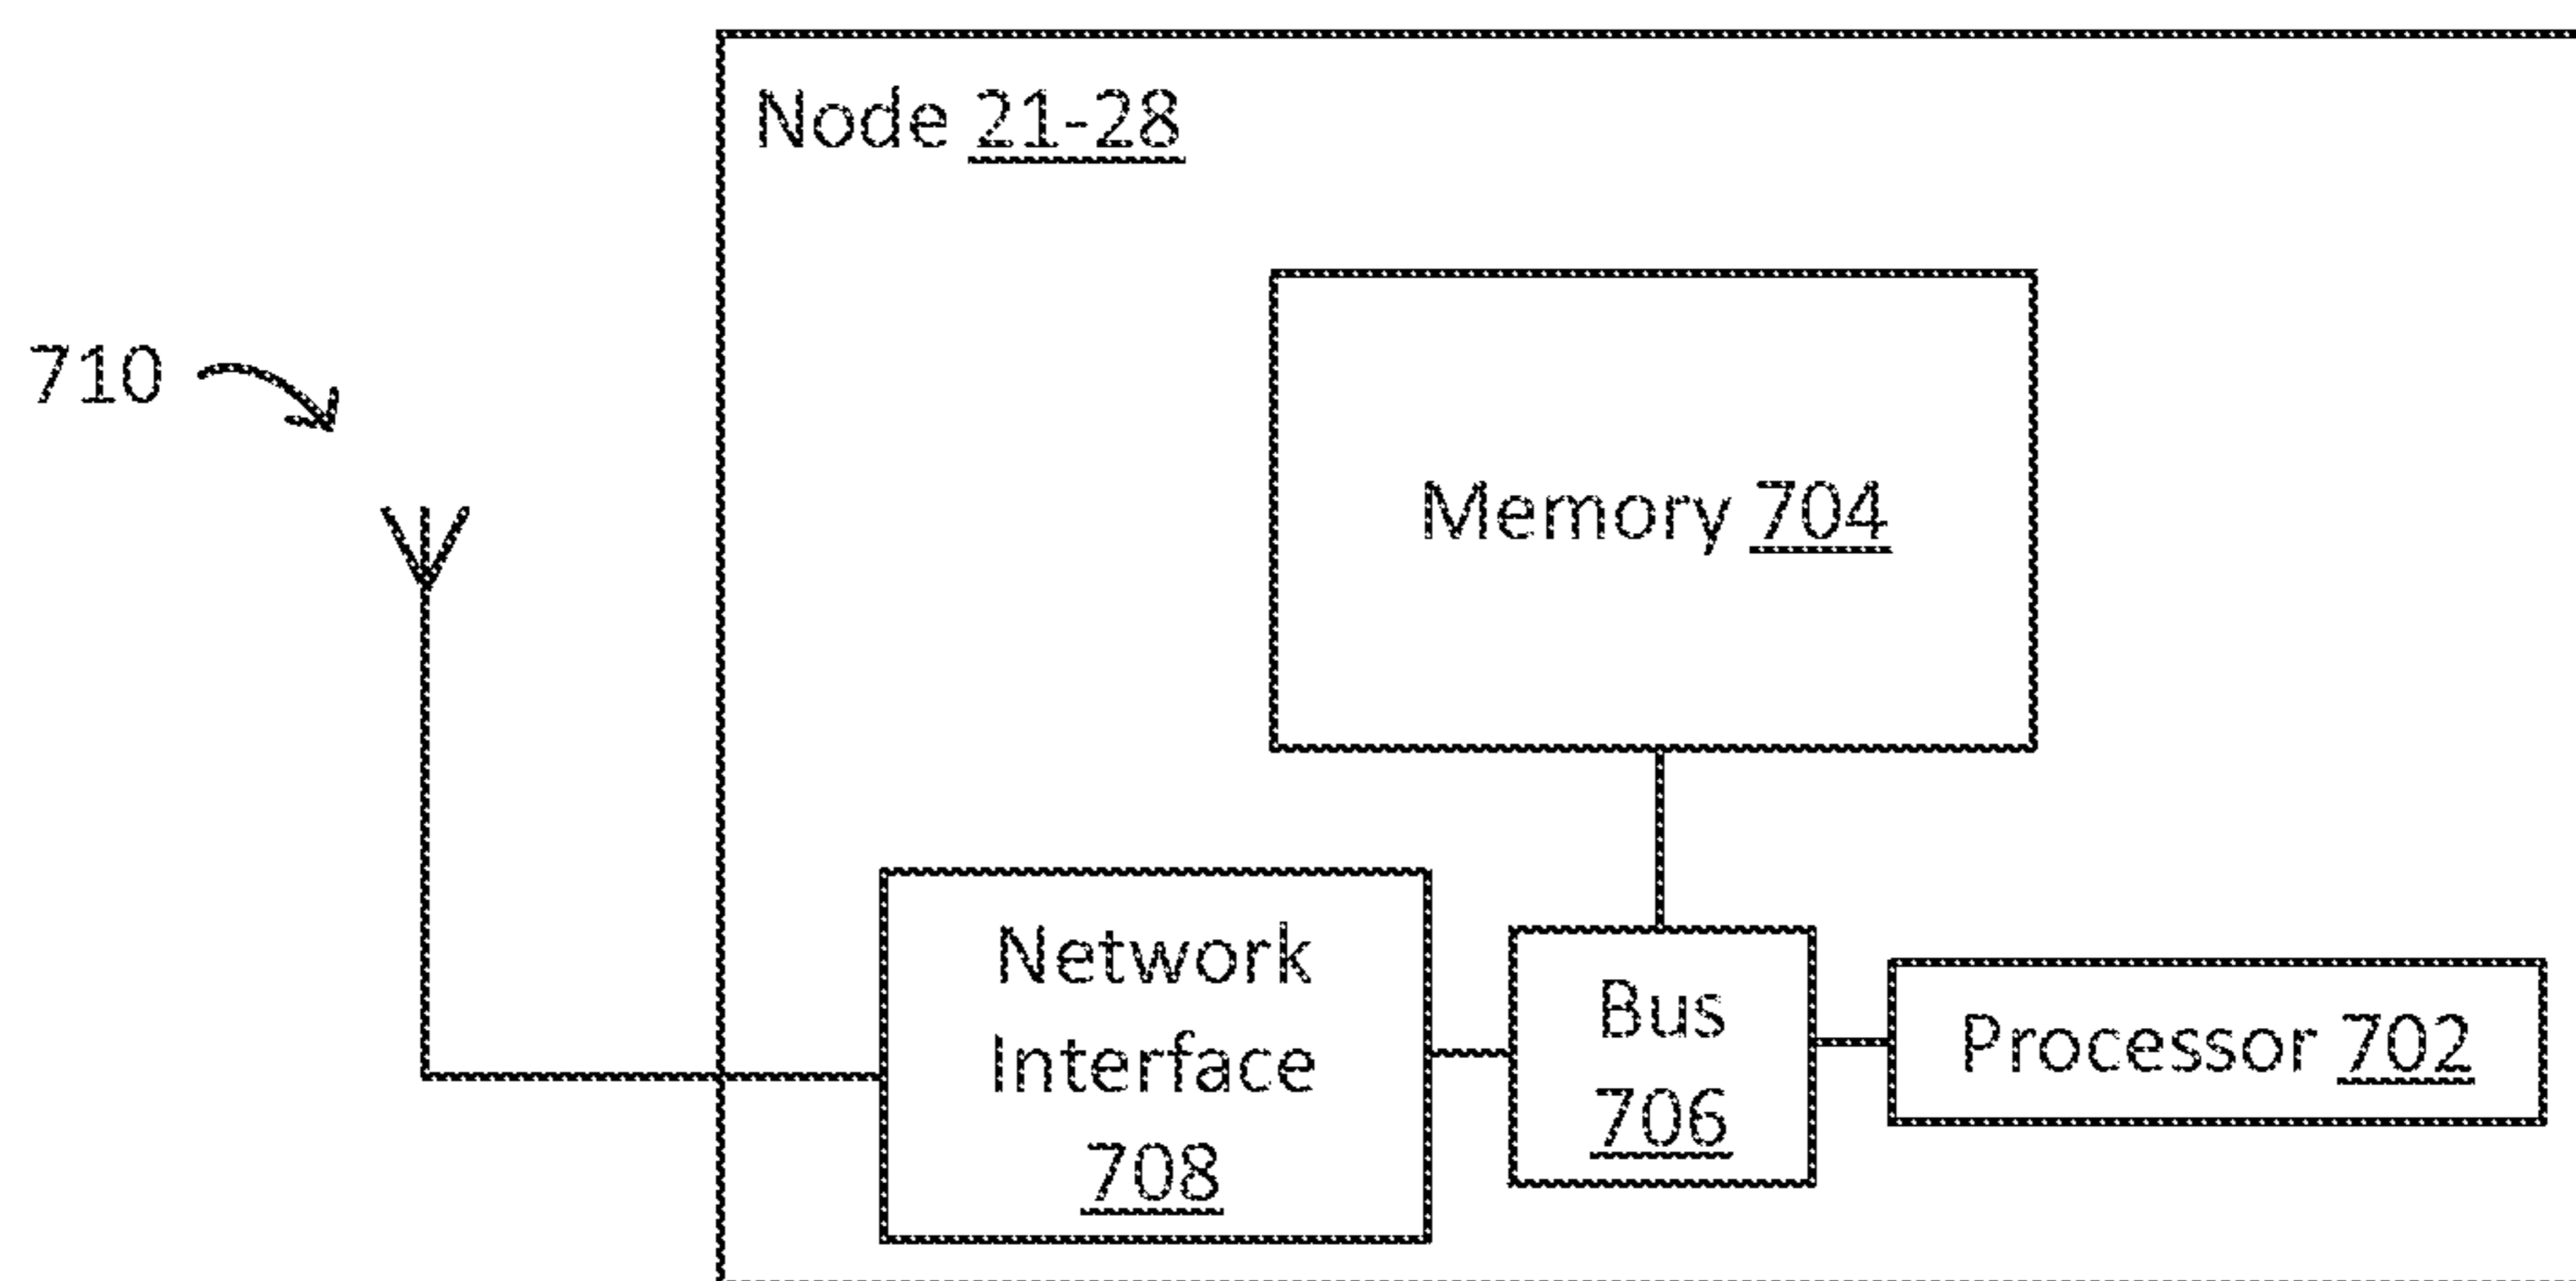 Node 21-28
710
Memory 704
Network
Interface
708
Bus
706
Processor 702